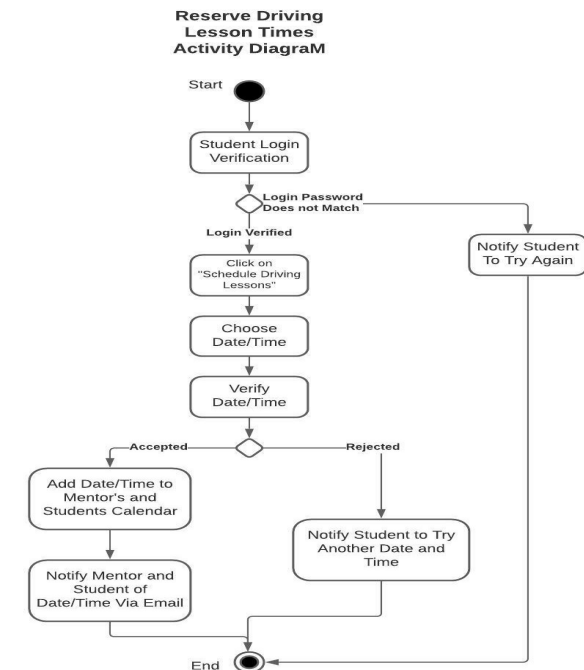 Reserve Driving
Lesson Times
Activity DiagraM
Start
Student Login
Verification
Login Password
Does not Match
Login Verified
Notify Student
To Try Again
Click on
"Schedule Driving
Lessons"
Choose
Date/Time
Verify
Date/Time
Accepted
Rejected
Add Date/Time to
Mentor's and
Students Calendar
Notify Student to Try
Another Date and
Time
Notify Mentor and
Student of
Date/Time Via Email
End